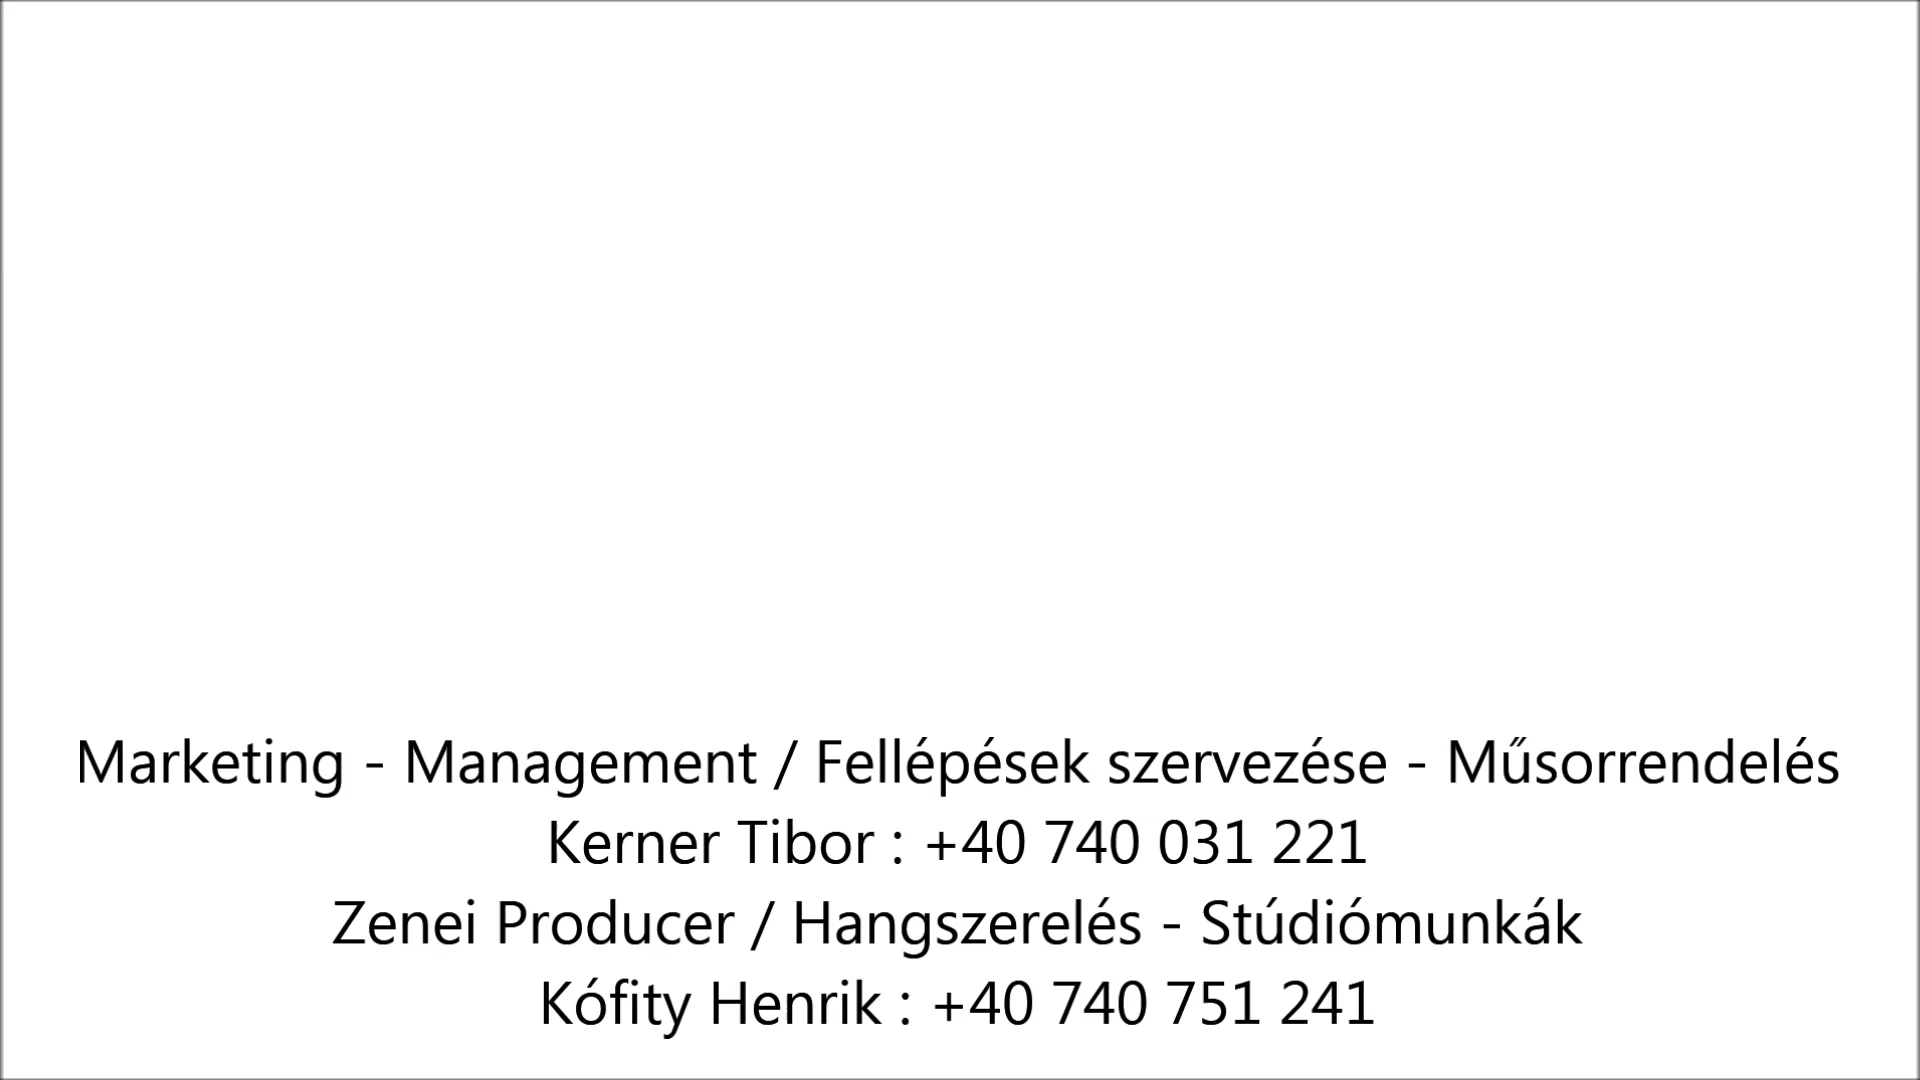 Marketing - Management / Fellépések szervezése - Műsorrendelés
Kerner Tibor : +40 740 031 221
Zenei Producer / Hangszerelés - Stúdiómunkák
Kófity Henrik : +40 740 751 241